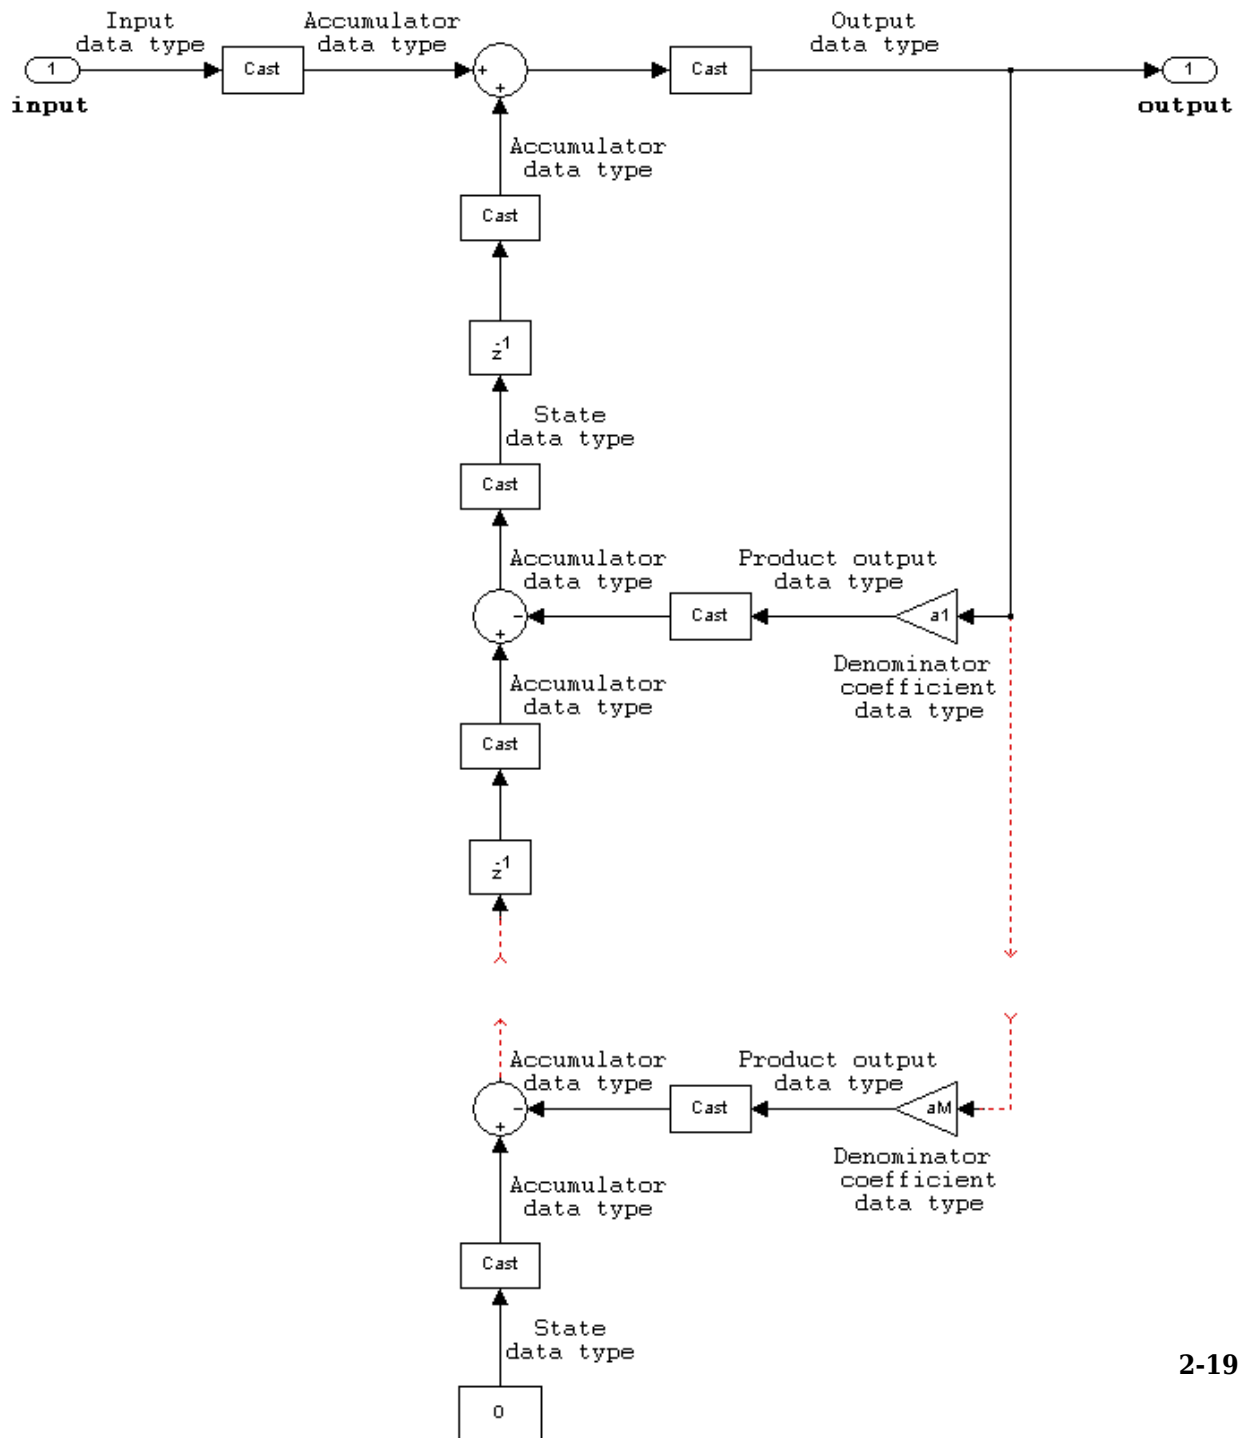 Input
data type
Accumulator
data type
Output
data type
1
Cast
+
+
Cast
1
input
output
Accumulator
data type
Cast
z-1
State
data type
Cast
Accumulator
data type
Product output
data type
-
+
Cast
a1
Accumulator
data type
Denominator
coefficient
data type
Cast
z-1
Accumulator
data type
Product output
data type
-
+
Cast
aM
Accumulator
data type
Denominator
coefficient
data type
Cast
State
data type
2-19
0